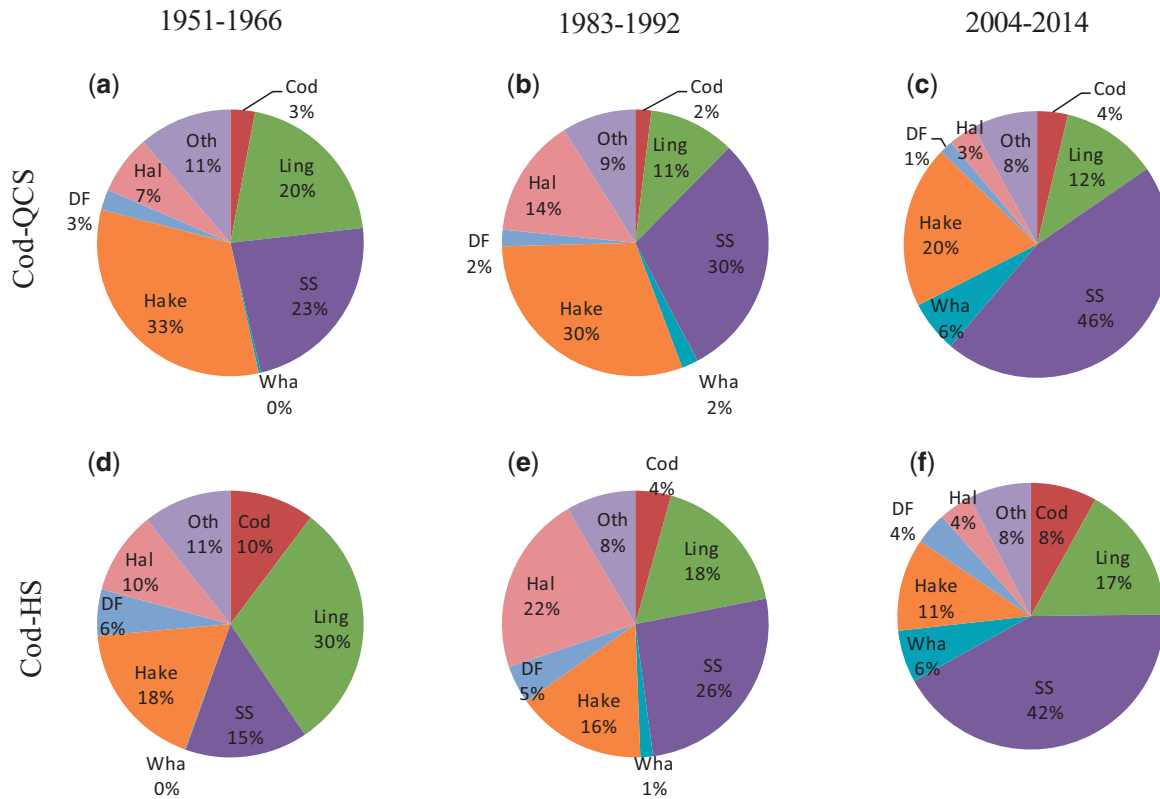 1951-1966
1983-1992
2004-2014
Cod-QCS
(a)
Cod
3%
Ling
20%
SS
23%
Wha
0%
Hake
33%
DF
3%
Hal
7%
Oth
11%
(b)
Cod
2%
Ling
11%
SS
30%
Wha
2%
Hake
30%
DF
2%
Hal
14%
Oth
9%
(c)
Cod
4%
Ling
12%
SS
46%
Wha
6%
Hake
20%
DF
1%
Hal
3%
Oth
8%
Cod-HS
(d)
Cod
10%
Ling
30%
SS
15%
Wha
0%
Hake
18%
DF
6%
Hal
10%
Oth
11%
(e)
Cod
4%
Ling
18%
SS
26%
Wha
1%
Hake
16%
DF
5%
Hal
22%
Oth
8%
(f)
Cod
8%
Ling
17%
SS
42%
Wha
6%
Hake
11%
DF
4%
Hal
4%
Oth
8%